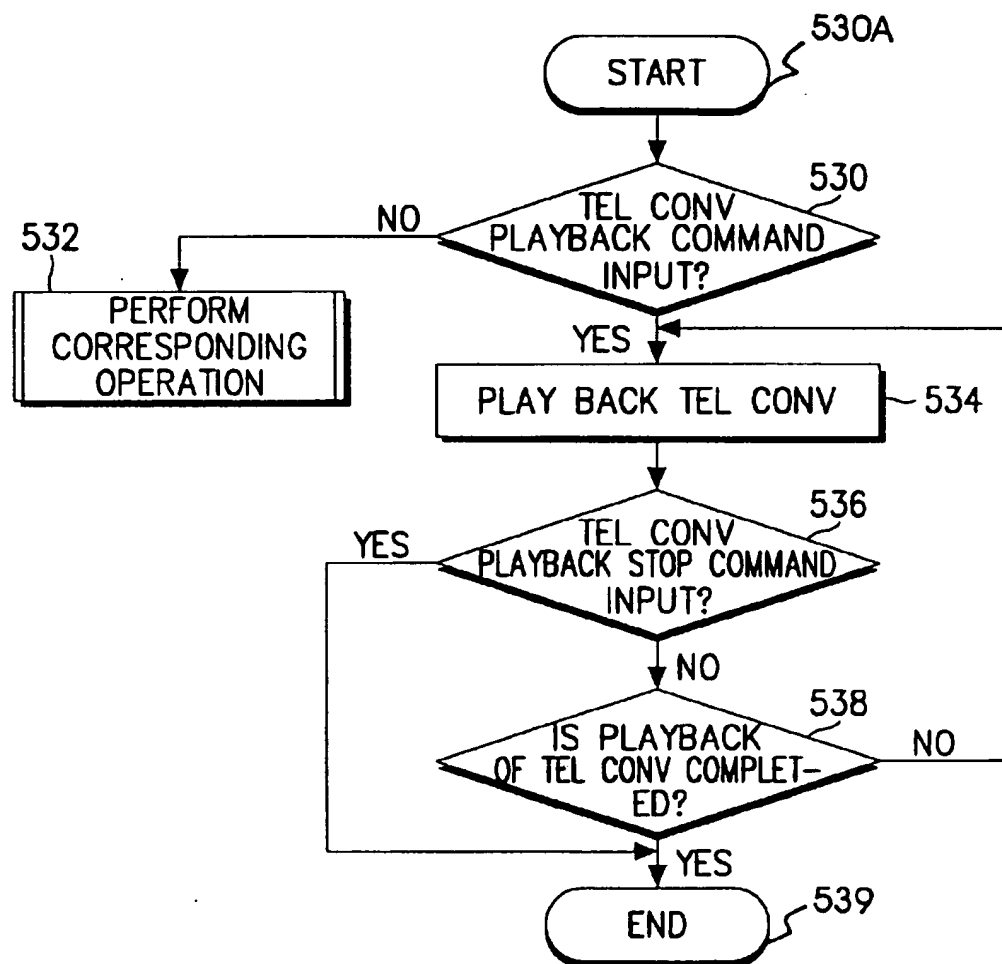 530A
START
530
TEL CONV
PLAYBACK COMMAND
INPUT?
NO
532
PERFORM
CORRESPONDING
OPERATION
YES
PLAY BACK TEL CONV
534
536
TEL CONV
PLAYBACK STOP COMMAND
INPUT?
YES
NO
538
IS PLAYBACK
OF TEL CONV COMPLET-
ED?
NO
YES
END
539